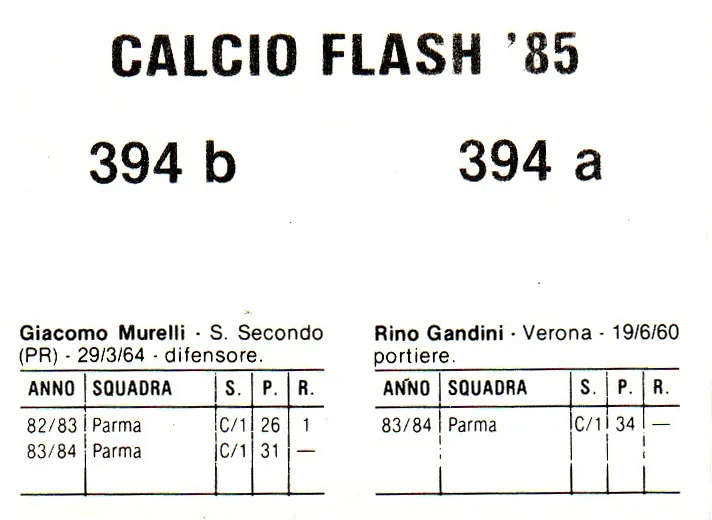 CALCIO FLASH '85
394 b
394 a
Giacomo Murelli - S. Secondo
(PR) - 29/3/64 - difensore.
ANNO SQUADRA S. P. R.
82/83 Parma C/1 26 1
83/84 Parma C/1 31 —
Rino Gandini - Verona - 19/6/60
portiere.
ANNO SQUADRA S. P. R.
83/84 Parma C/1 34 —